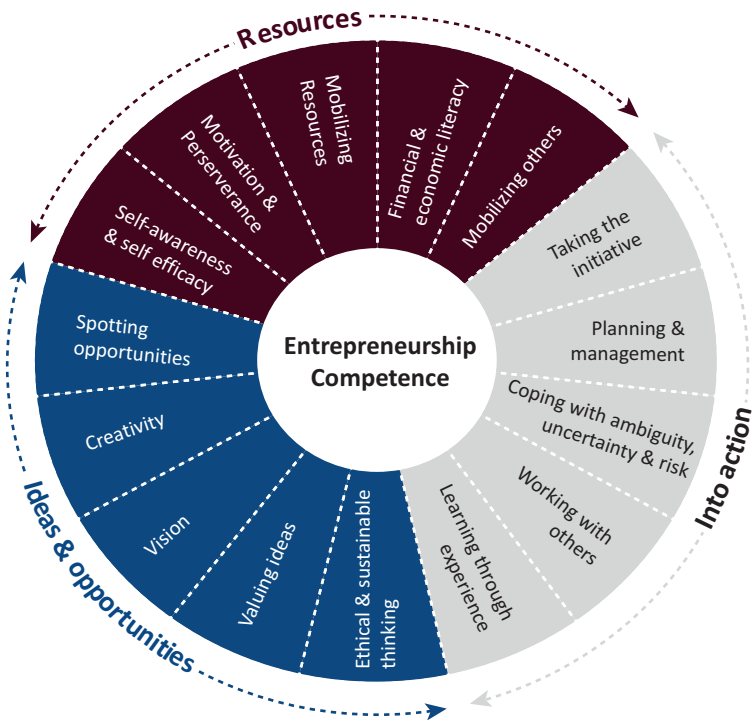 Resources
Mobilizing
Resources
Financial &
economic literacy
Mobilizing others
Motivation &
Perserverance
Self-awareness
& self efficacy
Taking the
initiative
Planning &
management
Coping with ambiguity,
uncertainty & risk
Working with
others
Learning through
experience
Into action
Entrepreneurship
Competence
Spotting
opportunities
Creativity
Vision
Valuing ideas
Ethical & sustainable
thinking
Ideas & opportunities